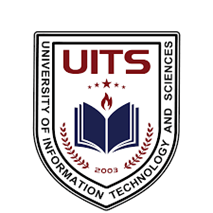 UITS
UNIVERSITY OF INFORMATION TECHNOLOGY AND SCIENCES
2003